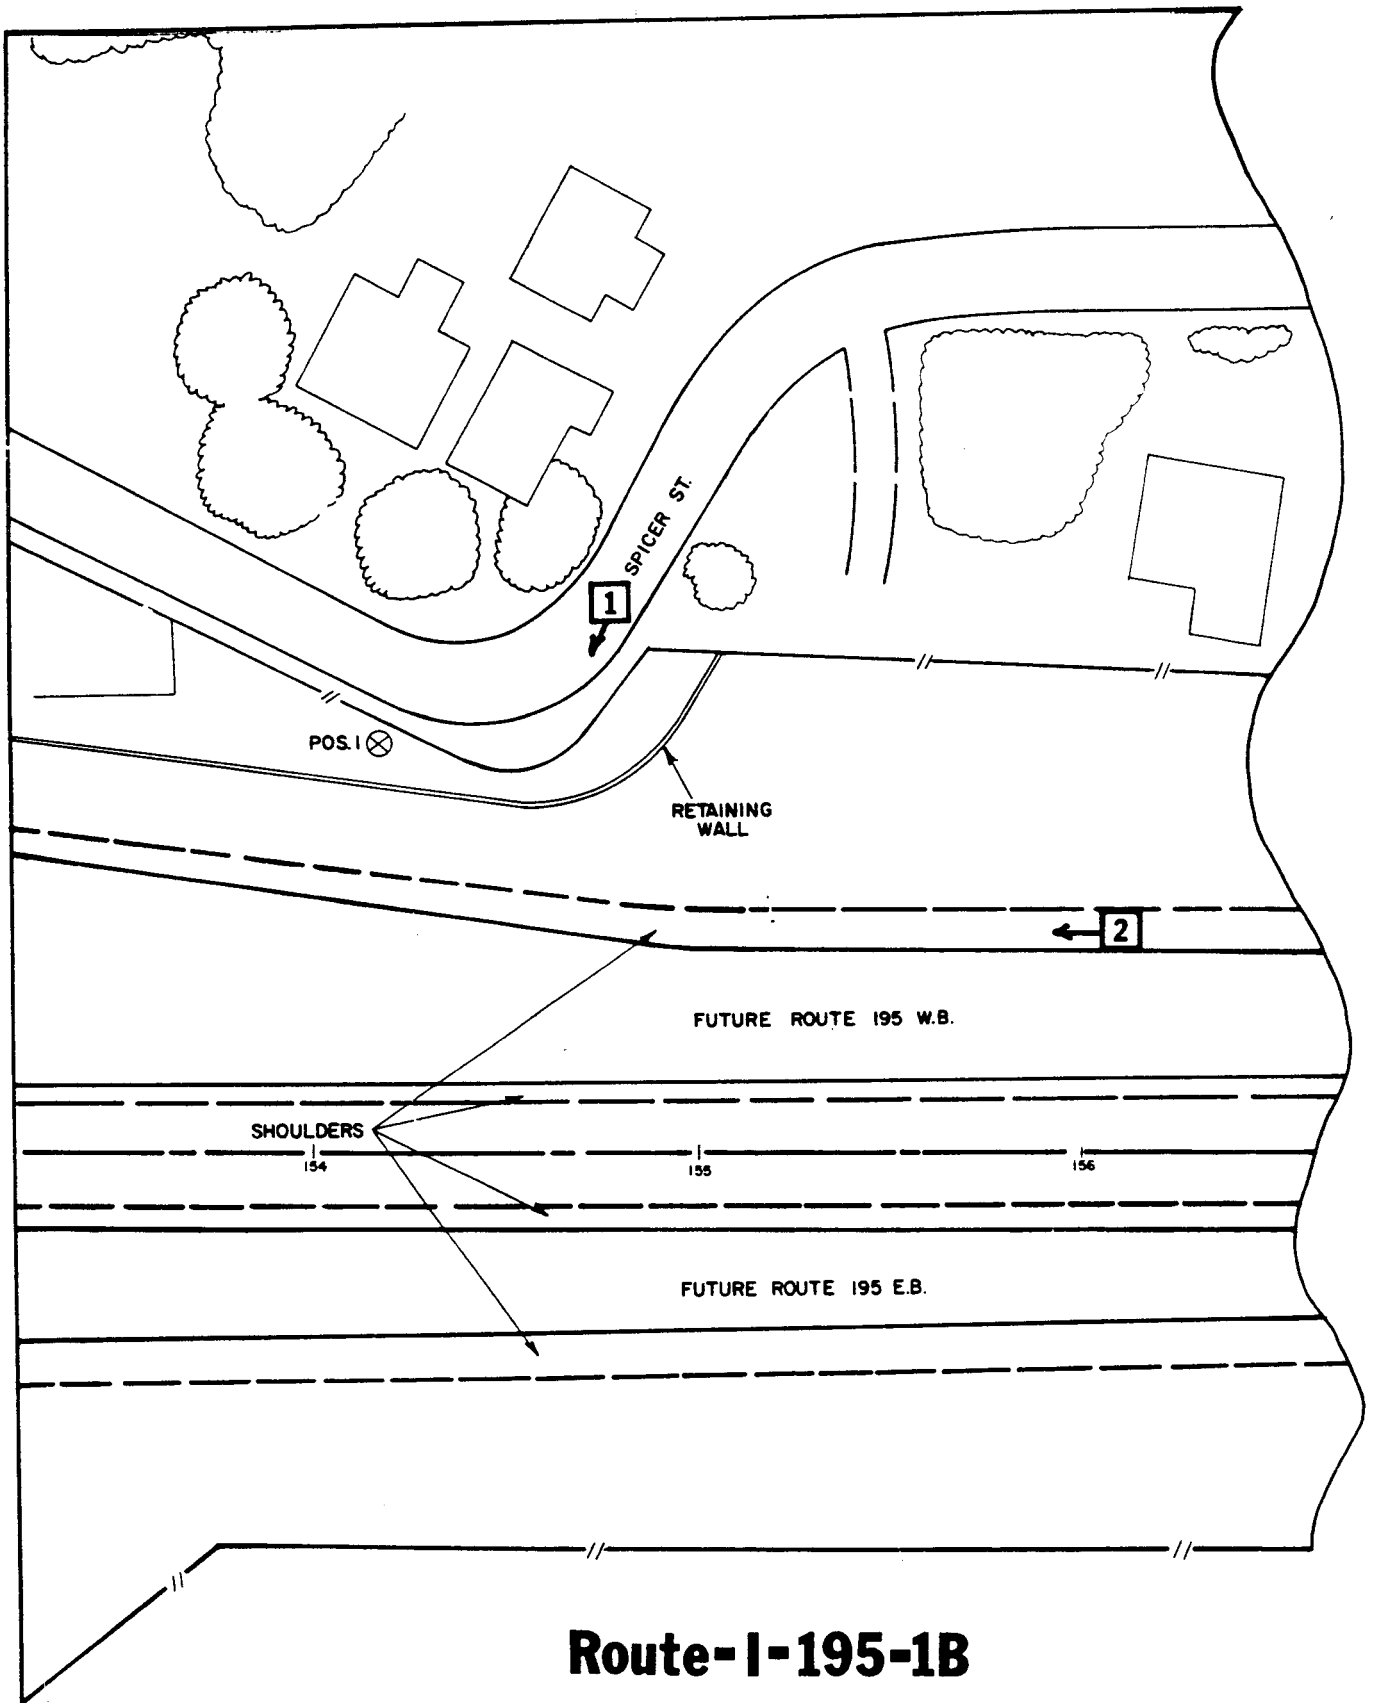 SPICER ST.
1
POS. 1
RETAINING
WALL
2
FUTURE ROUTE 195 W.B.
SHOULDERS
154
155
156
FUTURE ROUTE 195 E.B.
Route-I-195-1B